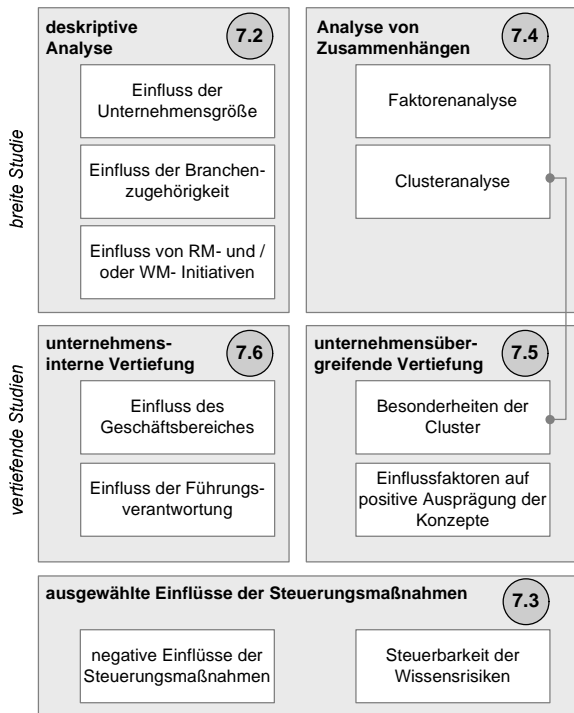 deskriptive
Analyse
7.2
Einfluss der
Unternehmensgröße
Einfluss der Branchen-
zugehörigkeit
Einfluss von RM- und /
oder WM- Initiativen
Analyse von
Zusammenhängen
7.4
Faktorenanalyse
Clusteranalyse
breite Studie
unternehmens-
interne Vertiefung
7.6
Einfluss des
Geschäftsbereiches
Einfluss der Führungs-
verantwortung
unternehmensüber-
greifende Vertiefung
7.5
Besonderheiten der
Cluster
Einflussfaktoren auf
positive Ausprägung der
Konzepte
vertiefende Studien
ausgewählte Einflüsse der Steuerungsmaßnahmen
7.3
negative Einflüsse der
Steuerungsmaßnahmen
Steuerbarkeit der
Wissensrisiken